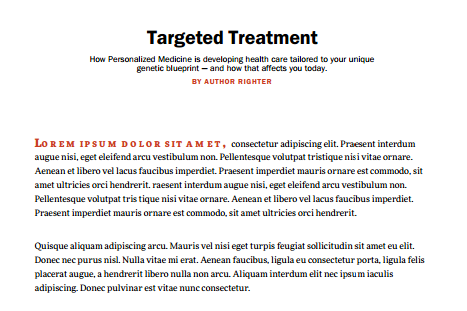 Targeted Treatment
How Personalized Medicine is developing health care tailored to your unique
genetic blueprint — and how that affects you today.
BY AUTHOR RIGHTER
LOREM IPSUM DOLOR SIT AMET, consectetur adipiscing elit. Praesent interdum
augue nisi, eget eleifend arcu vestibulum non. Pellentesque volutpat tristique nisi vitae ornare.
Aenean et libero vel lacus faucibus imperdiet. Praesent imperdiet mauris ornare est commodo, sit
amet ultricies orci hendrerit. raesent interdum augue nisi, eget eleifend arcu vestibulum non.
Pellentesque volutpat tris tique nisi vitae ornare. Aenean et libero vel lacus faucibus imperdiet.
Praesent imperdiet mauris ornare est commodo, sit amet ultricies orci hendrerit.
Quisque aliquam adipiscing arcu. Mauris vel nisi eget turpis feugiat sollicitudin sit amet eu elit.
Donec nec purus nisl. Nulla vitae mi erat. Aenean faucibus, ligula eu consectetur porta, ligula felis
placerat augue, a hendrerit libero nulla non arcu. Aliquam interdum elit nec ipsum iaculis
adipiscing. Donec pulvinar est vitae nunc consectetur.